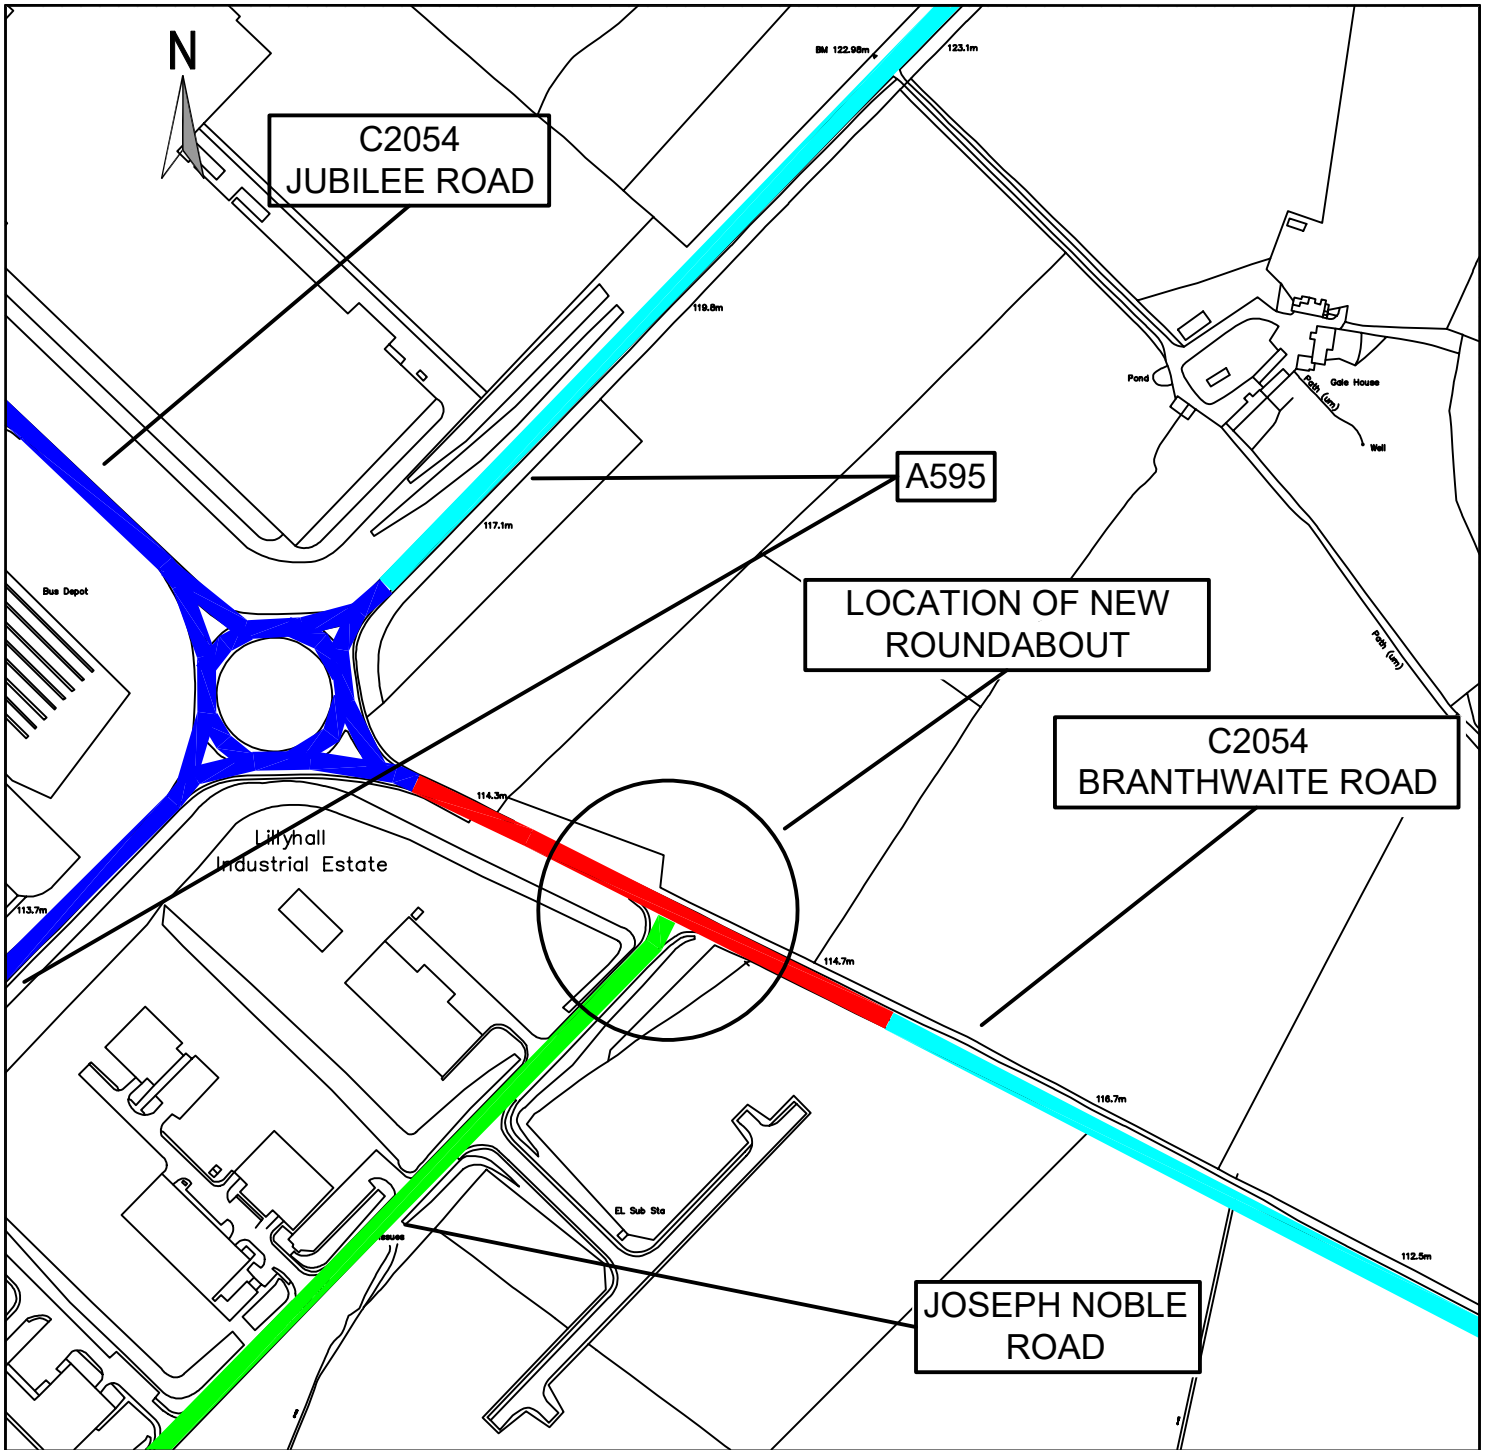 N
BM 122.98m
123.1m
C2054
JUBILEE ROAD
119.8m
Pond
Path (um)
Gale House
Well
A595
117.1m
Bus Depot
LOCATION OF NEW
ROUNDABOUT
Path (um)
C2054
BRANTHWAITE ROAD
114.3m
Lillyhall
Industrial Estate
113.7m
114.7m
116.7m
EL Sub Sta
112.5m
JOSEPH NOBLE
ROAD